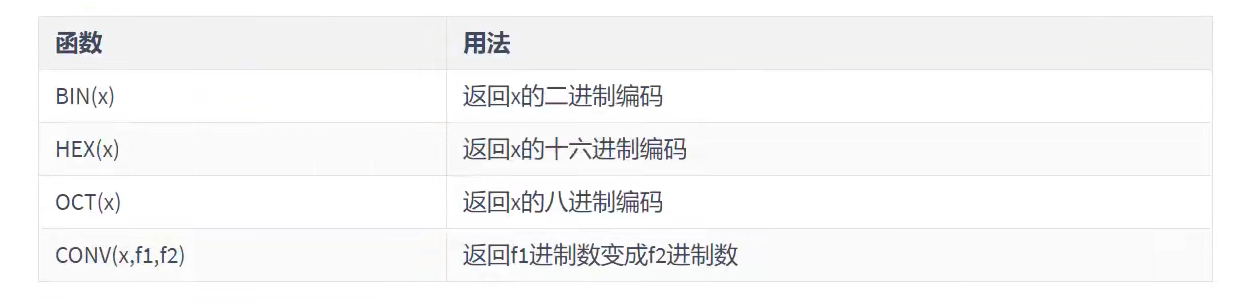 函数 用法
BIN(x) 返回x的二进制编码
HEX(x) 返回x的十六进制编码
OCT(x) 返回x的八进制编码
CONV(x,f1,f2) 返回f1进制数变成f2进制数